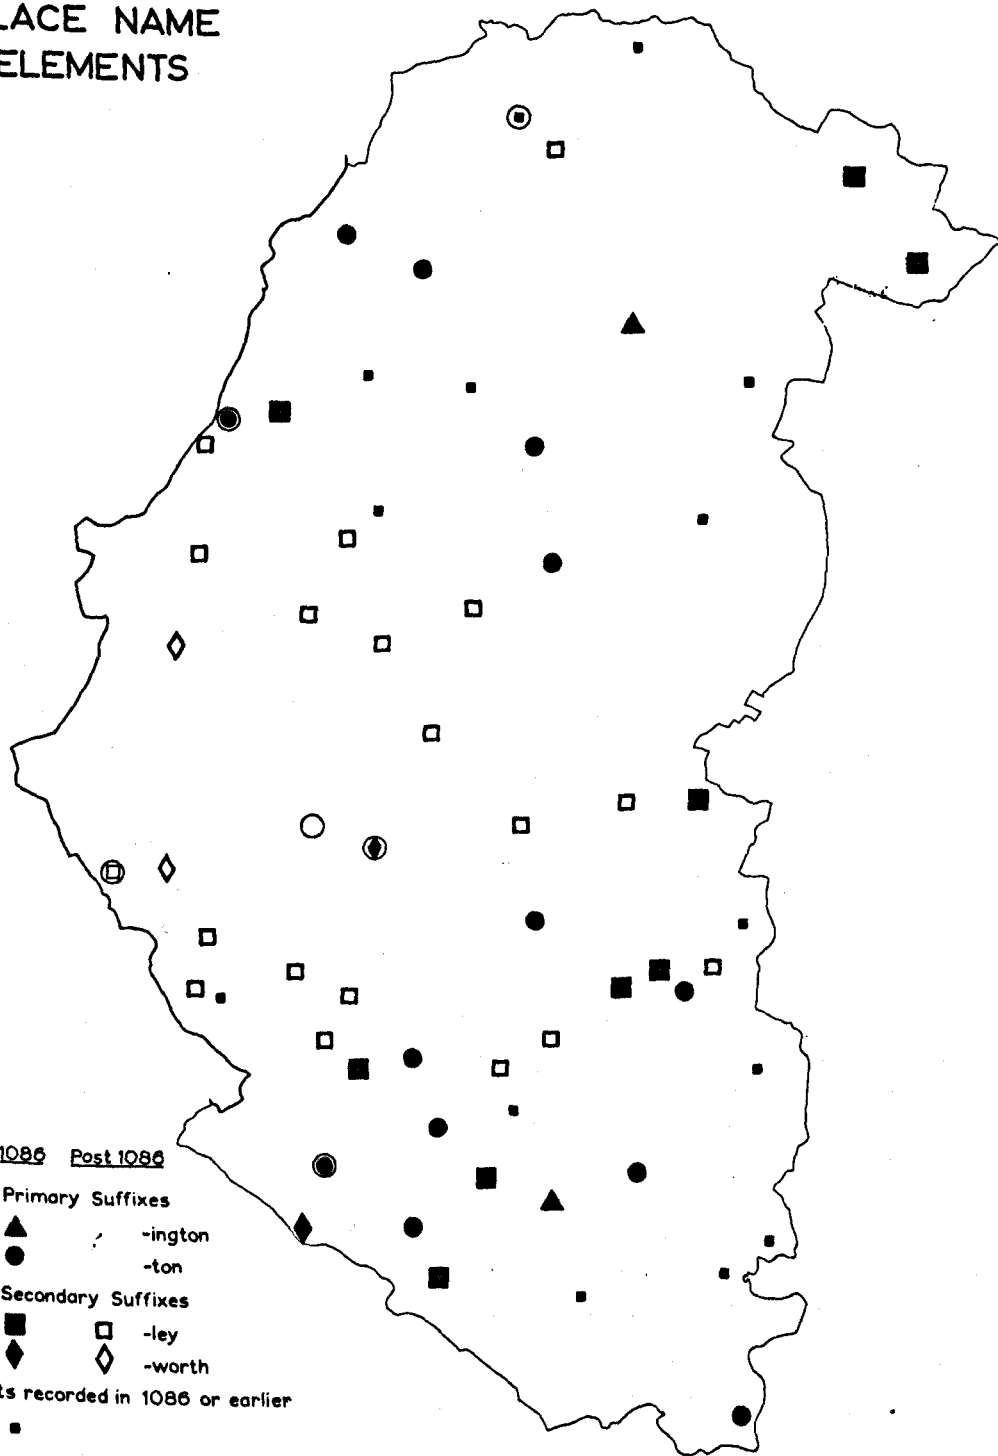 LACE NAME
ELEMENTS
1086 Post 1086
Primary Suffixes
-ington
-ton
Secondary Suffixes
-ley
-worth
ts recorded in 1086 or earlier